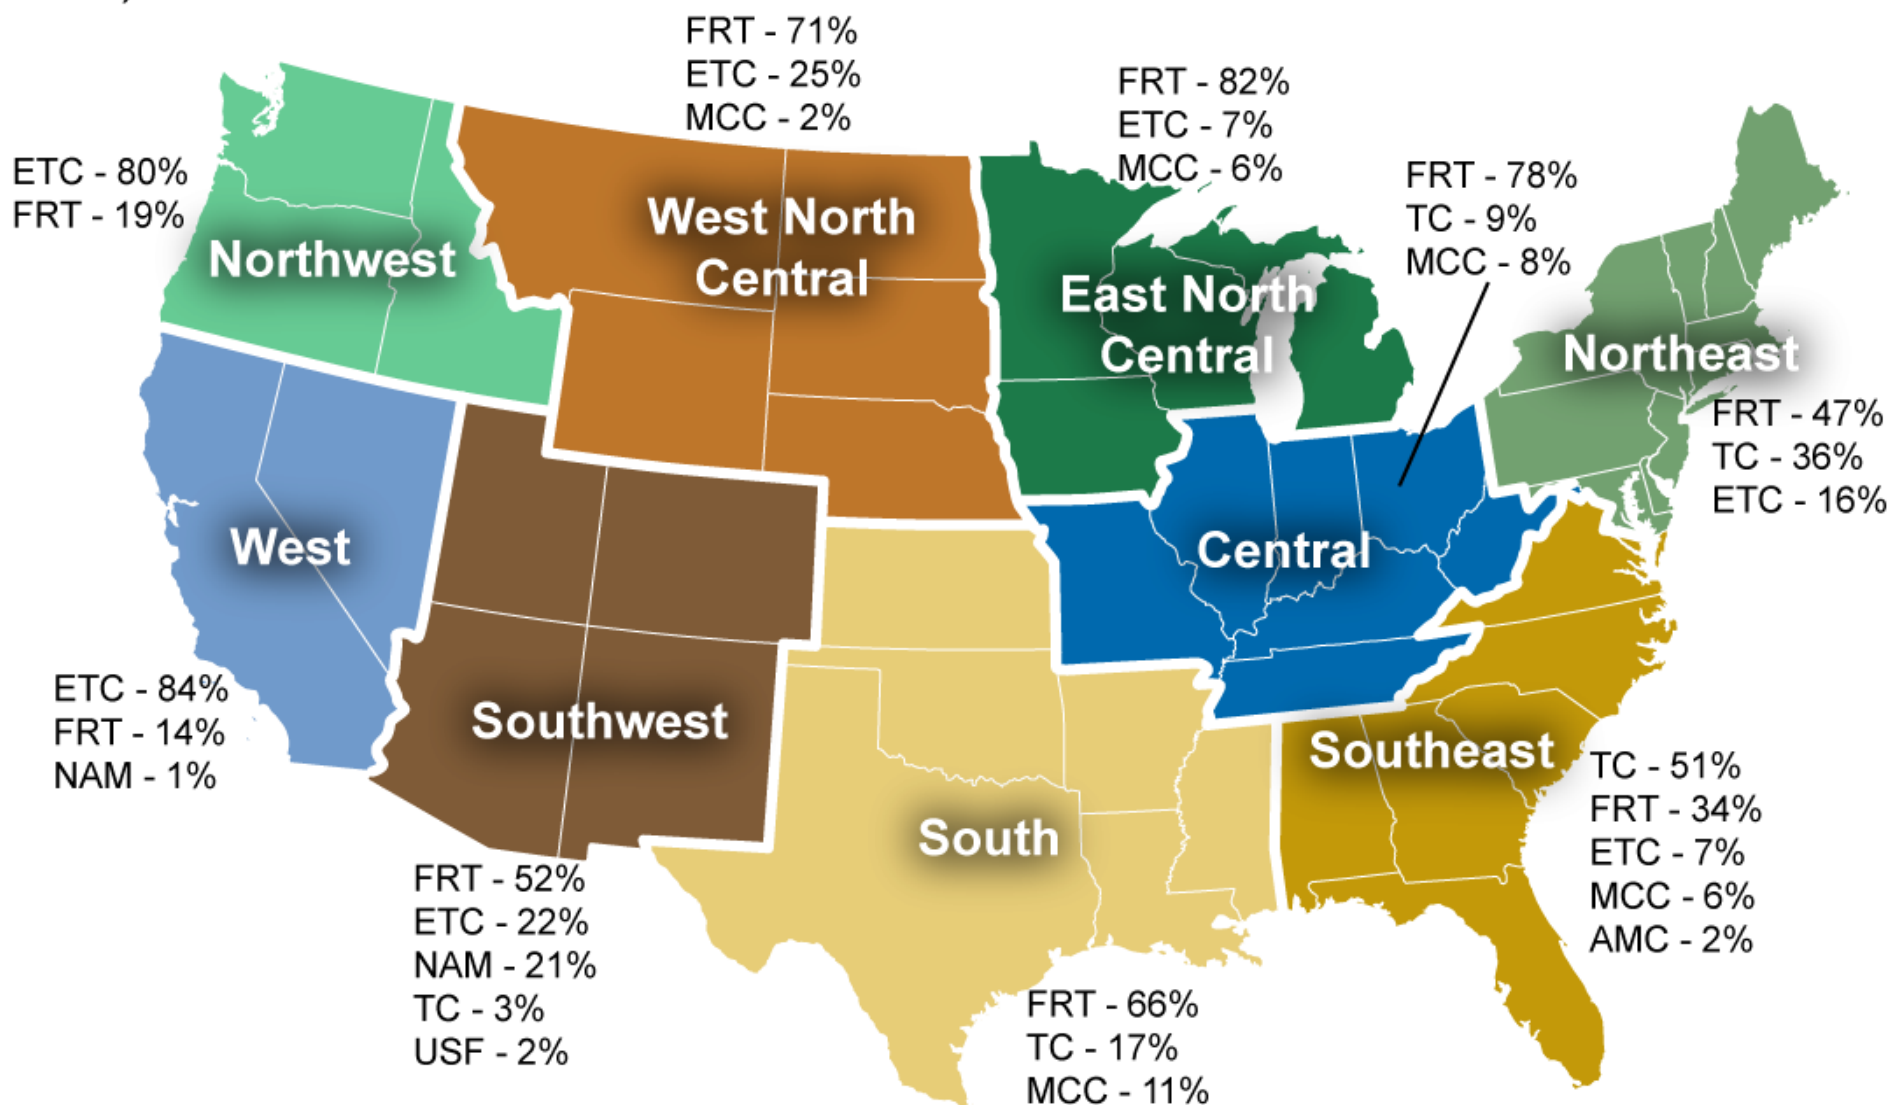 FRT - 71%
ETC - 25%
MCC - 2%
FRT - 82%
ETC - 7%
MCC - 6%
FRT - 78%
TC - 9%
MCC - 8%
ETC - 80%
FRT - 19%
Northwest
West North
Central
East North
Central
Northeast
FRT - 47%
TC - 36%
ETC - 16%
West
Central
ETC - 84%
FRT - 14%
NAM - 1%
Southwest
Southeast
TC - 51%
FRT - 34%
ETC - 7%
MCC - 6%
AMC - 2%
South
FRT - 52%
ETC - 22%
NAM - 21%
TC - 3%
USF - 2%
FRT - 66%
TC - 17%
MCC - 11%